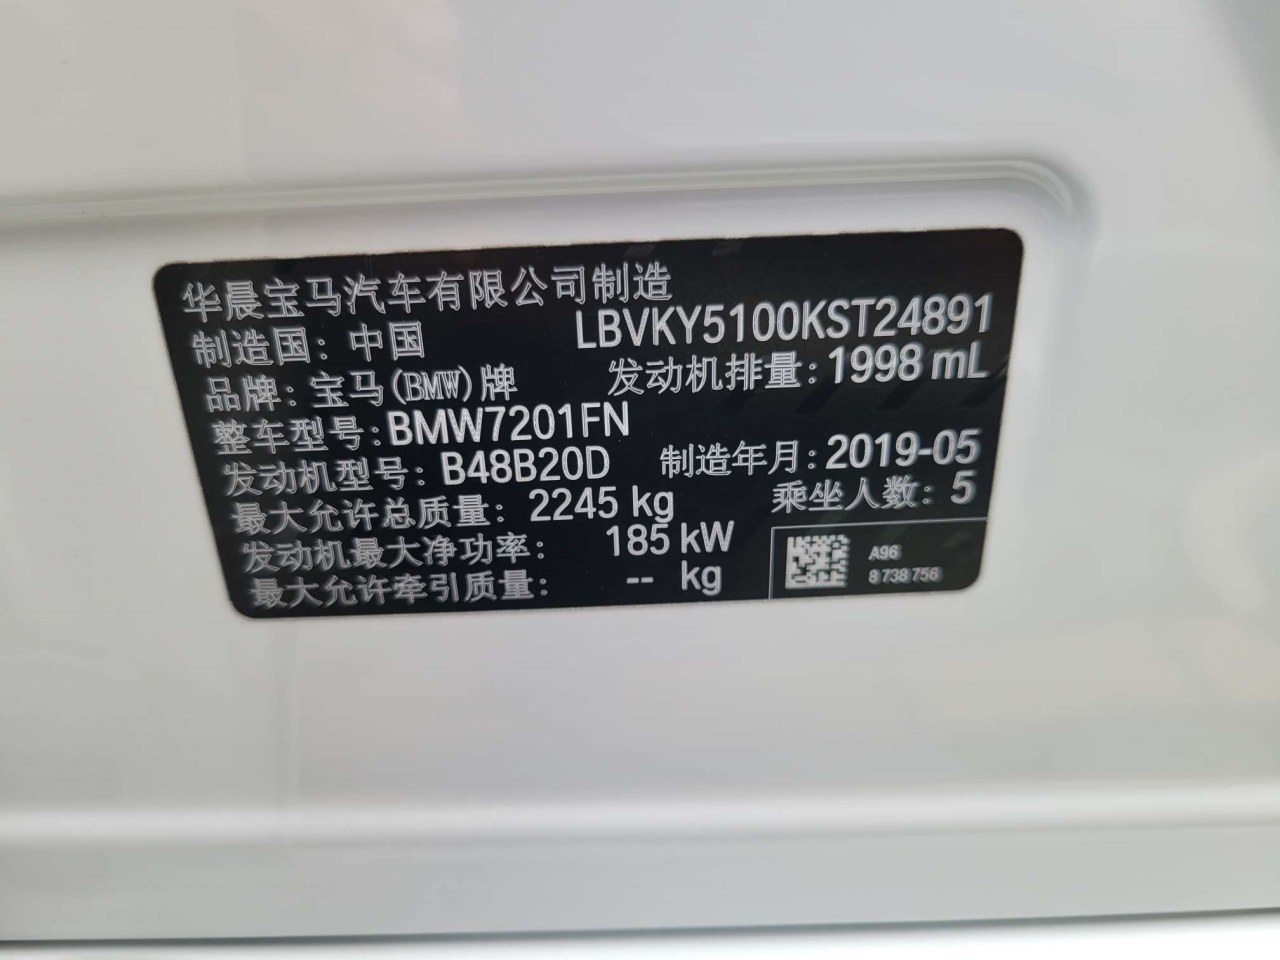 华晨宝马汽车有限公司制造
制造国：中国 LBVKY5100KST24891
品牌：宝马(BMW)牌 发动机排量：1998 mL
整车型号：BMW7201FN
发动机型号：B48B20D 制造年月：2019-05
最大允许总质量：2245 kg 乘坐人数：5
发动机最大净功率：185 kW
最大允许牵引质量：-- kg
A96
8 738 756